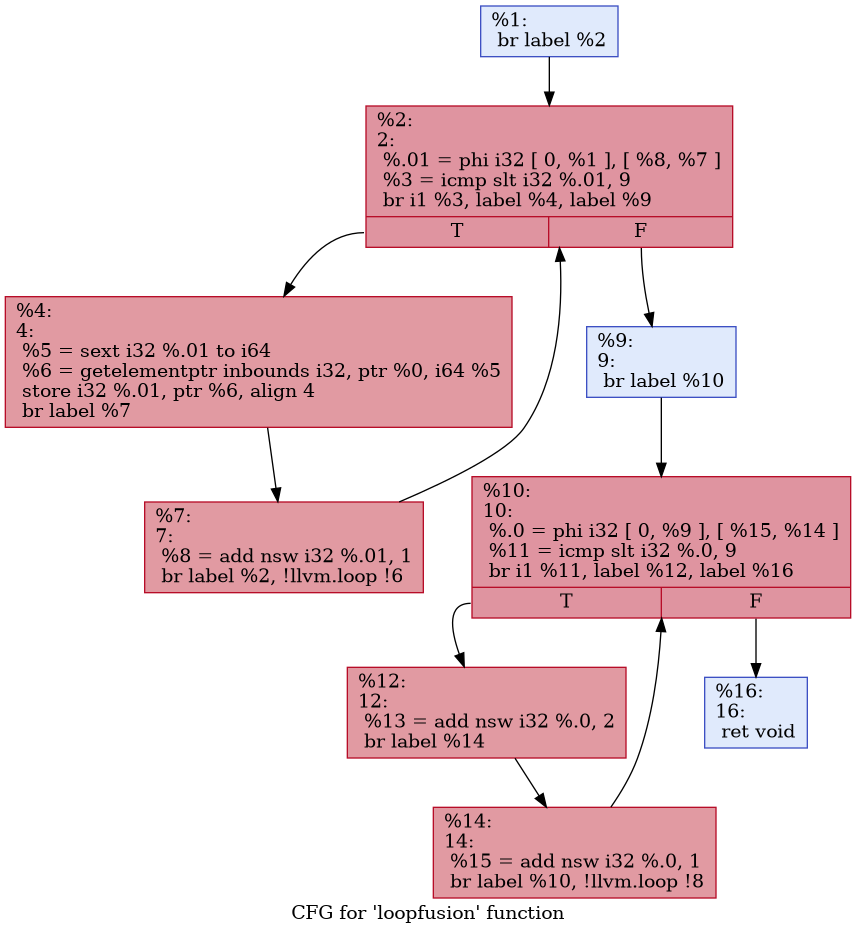 %1:
br label %2
%2:
2:
%.01 = phi i32 [ 0, %1 ], [ %8, %7 ]
%3 = icmp slt i32 %.01, 9
br i1 %3, label %4, label %9
T
F
%4:
4:
%5 = sext i32 %.01 to i64
%6 = getelementptr inbounds i32, ptr %0, i64 %5
store i32 %.01, ptr %6, align 4
br label %7
%9:
9:
br label %10
%7:
7:
%8 = add nsw i32 %.01, 1
br label %2, !llvm.loop !6
%10:
10:
%.0 = phi i32 [ 0, %9 ], [ %15, %14 ]
%11 = icmp slt i32 %.0, 9
br i1 %11, label %12, label %16
T
F
%12:
12:
%13 = add nsw i32 %.0, 2
br label %14
%16:
16:
ret void
%14:
14:
%15 = add nsw i32 %.0, 1
br label %10, !llvm.loop !8
CFG for 'loopfusion' function